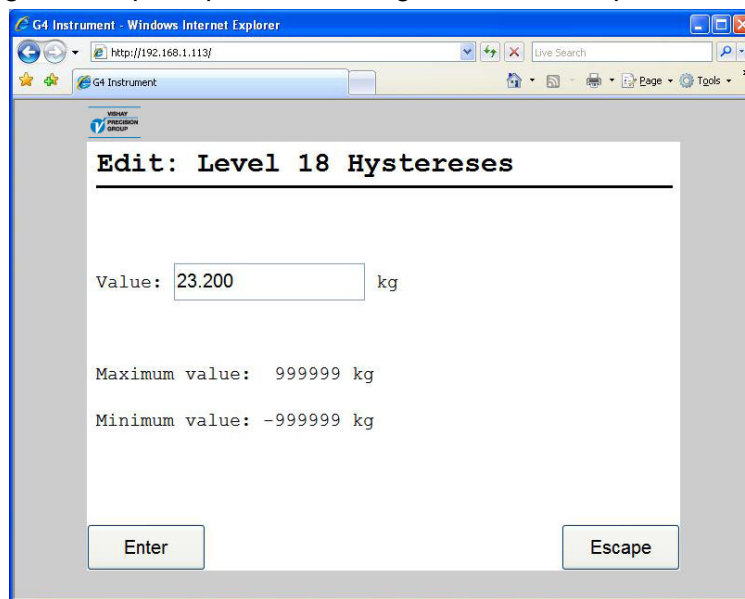 G4 Instrument - Windows Internet Explorer
http://192.168.1.113/
Live Search
G4 Instrument
Page
Tools
VISHAY
PRECISION
GROUP
Edit: Level 18 Hystereses
Value: 23.200 kg
Maximum value: 999999 kg
Minimum value: -999999 kg
Enter
Escape